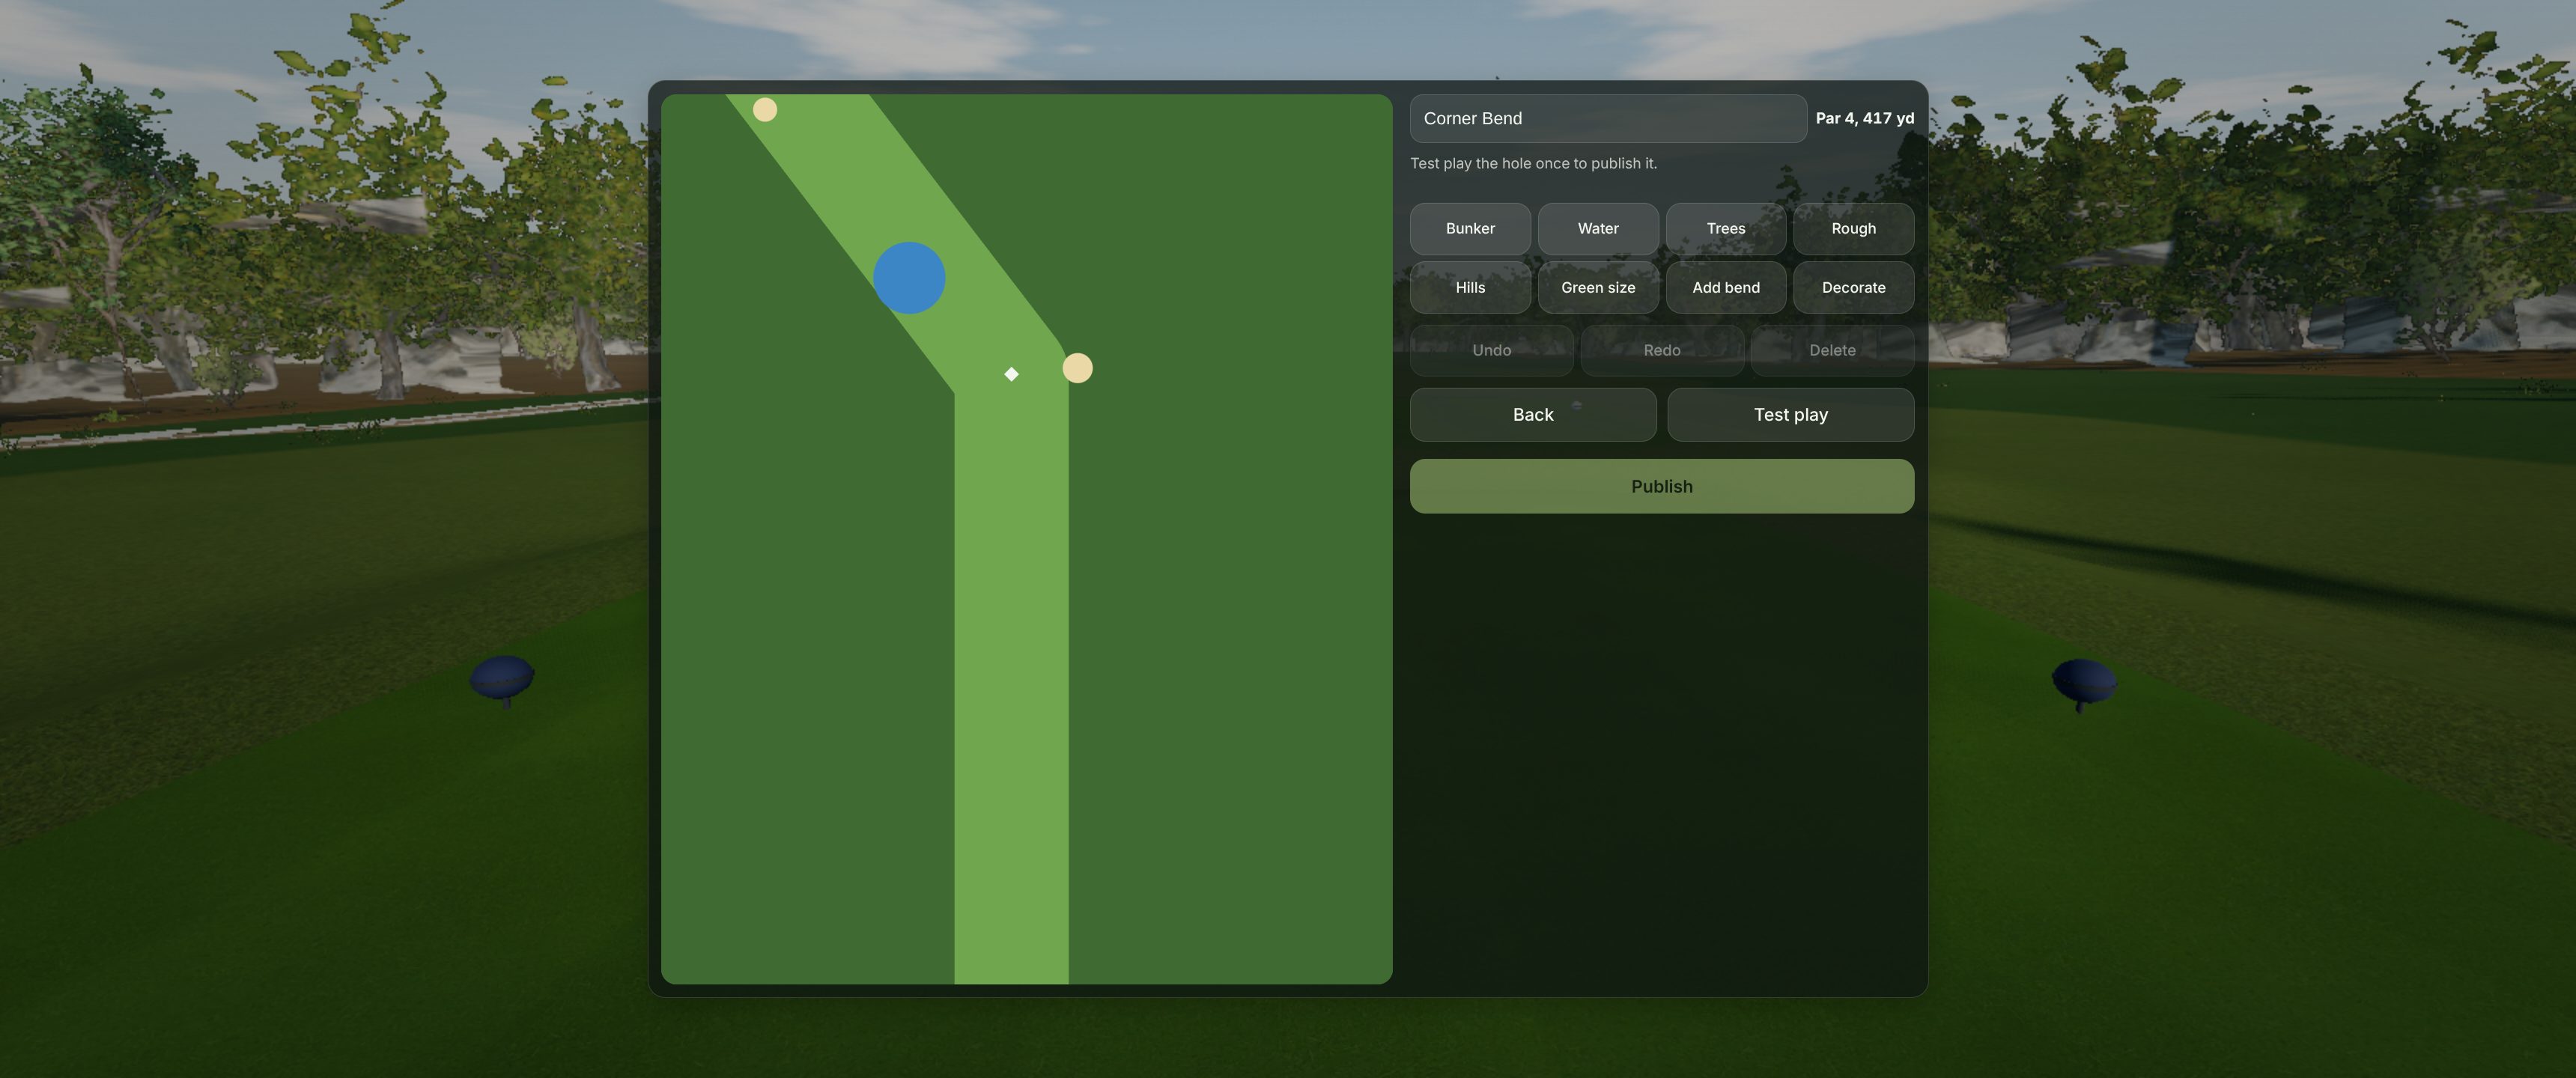 Corner Bend
Par 4, 417 yd
Test play the hole once to publish it.
Bunker
Water
Trees
Rough
Hills
Green size
Add bend
Decorate
Undo
Redo
Delete
Back
Test play
Publish